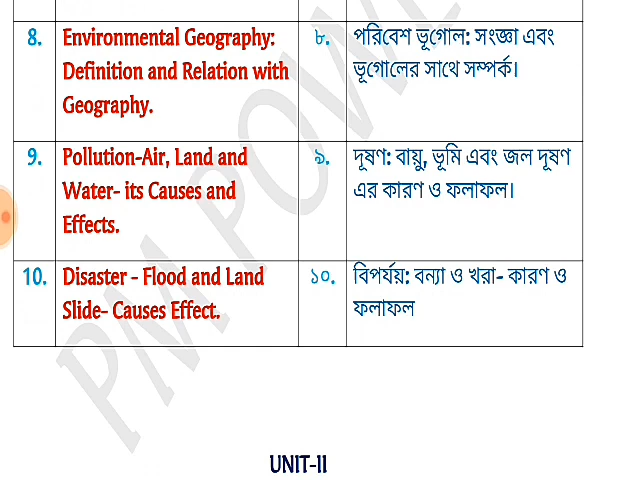 8. Environmental Geography: ৮. পরিবেশ ভূগোল: সংজ্ঞা এবং
Definition and Relation with ভূগোলের সাথে সম্পর্ক।
Geography.
9. Pollution-Air, Land and ৯. দূষণ: বায়ু, ভূমি এবং জল দূষণ
Water- its Causes and এর কারণ ও ফলাফল।
Effects.
10. Disaster - Flood and Land ১০. বিপর্যয়: বন্যা ও খরা- কারণ ও
Slide- Causes Effect. ফলাফল
UNIT-II